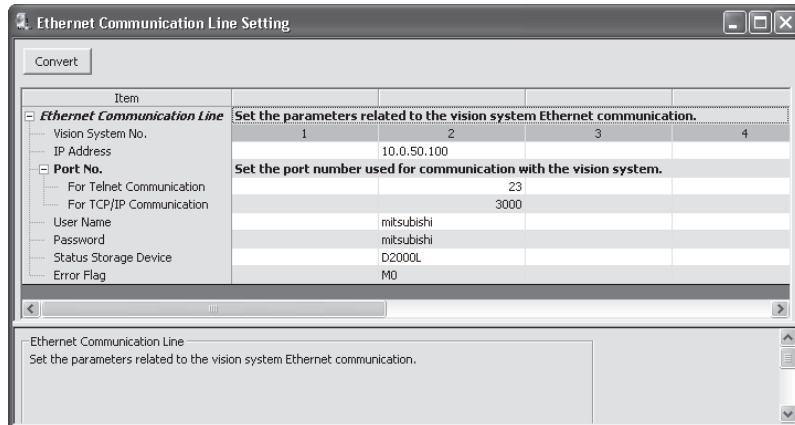 Ethernet Communication Line Setting
Convert
Item
Ethernet Communication Line Set the parameters related to the vision system Ethernet communication.
Vision System No. 1 2 3 4
IP Address 10.0.50.100
Port No. Set the port number used for communication with the vision system.
For Telnet Communication 23
For TCP/IP Communication 3000
User Name mitsubishi
Password mitsubishi
Status Storage Device D2000L
Error Flag M0
Ethernet Communication Line
Set the parameters related to the vision system Ethernet communication.